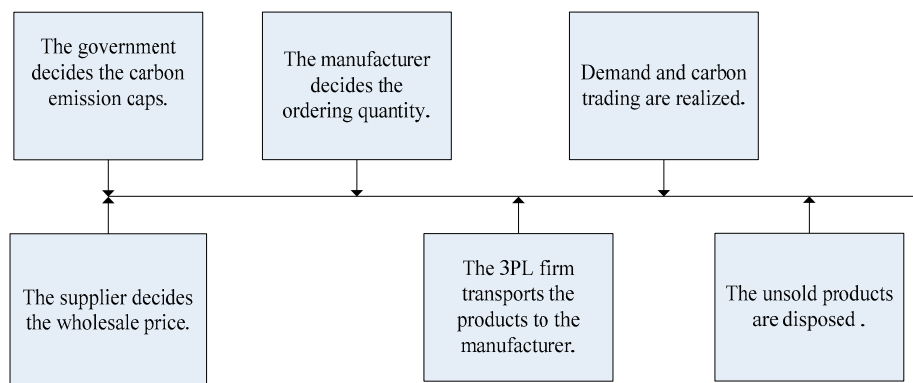 The government
decides the carbon
emission caps.
The manufacturer
decides the
ordering quantity.
Demand and carbon
trading are realized.
The supplier decides
the wholesale price.
The 3PL firm
transports the
products to the
manufacturer.
The unsold products
are disposed .